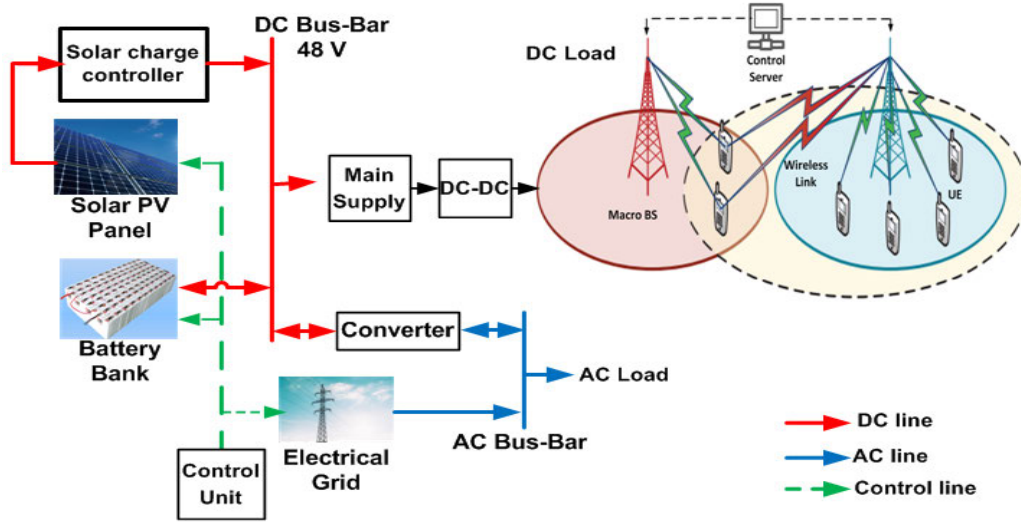 Solar charge
controller
DC Bus-Bar
48 V
DC Load
Control
Server
Solar PV
Panel
Main
Supply
DC-DC
Macro BS
Wireless
Link
UE
Battery
Bank
Converter
AC Load
AC Bus-Bar
Electrical
Grid
Control
Unit
DC line
AC line
Control line